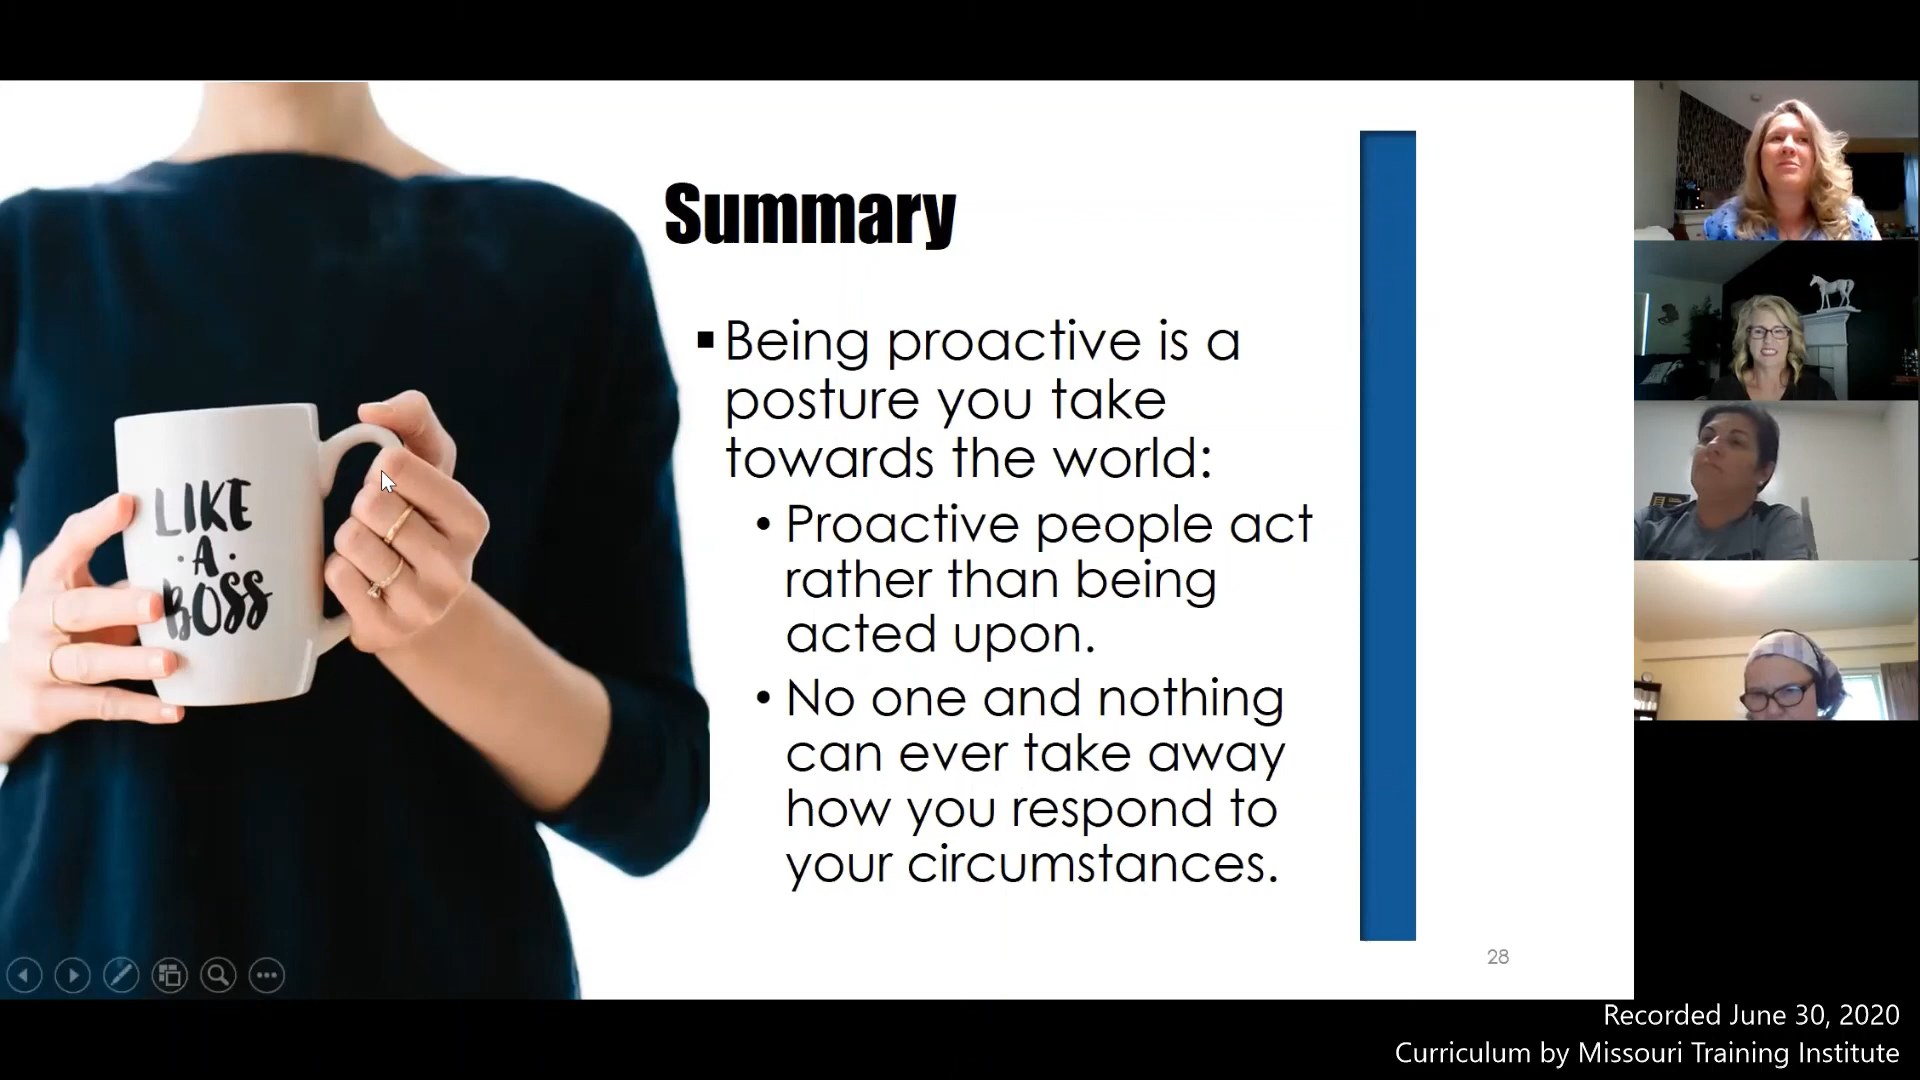 LIKE
· A ·
BOSS
Summary
▪ Being proactive is a
posture you take
towards the world:
• Proactive people act
rather than being
acted upon.
• No one and nothing
can ever take away
how you respond to
your circumstances.
28
Recorded June 30, 2020
Curriculum by Missouri Training Institute